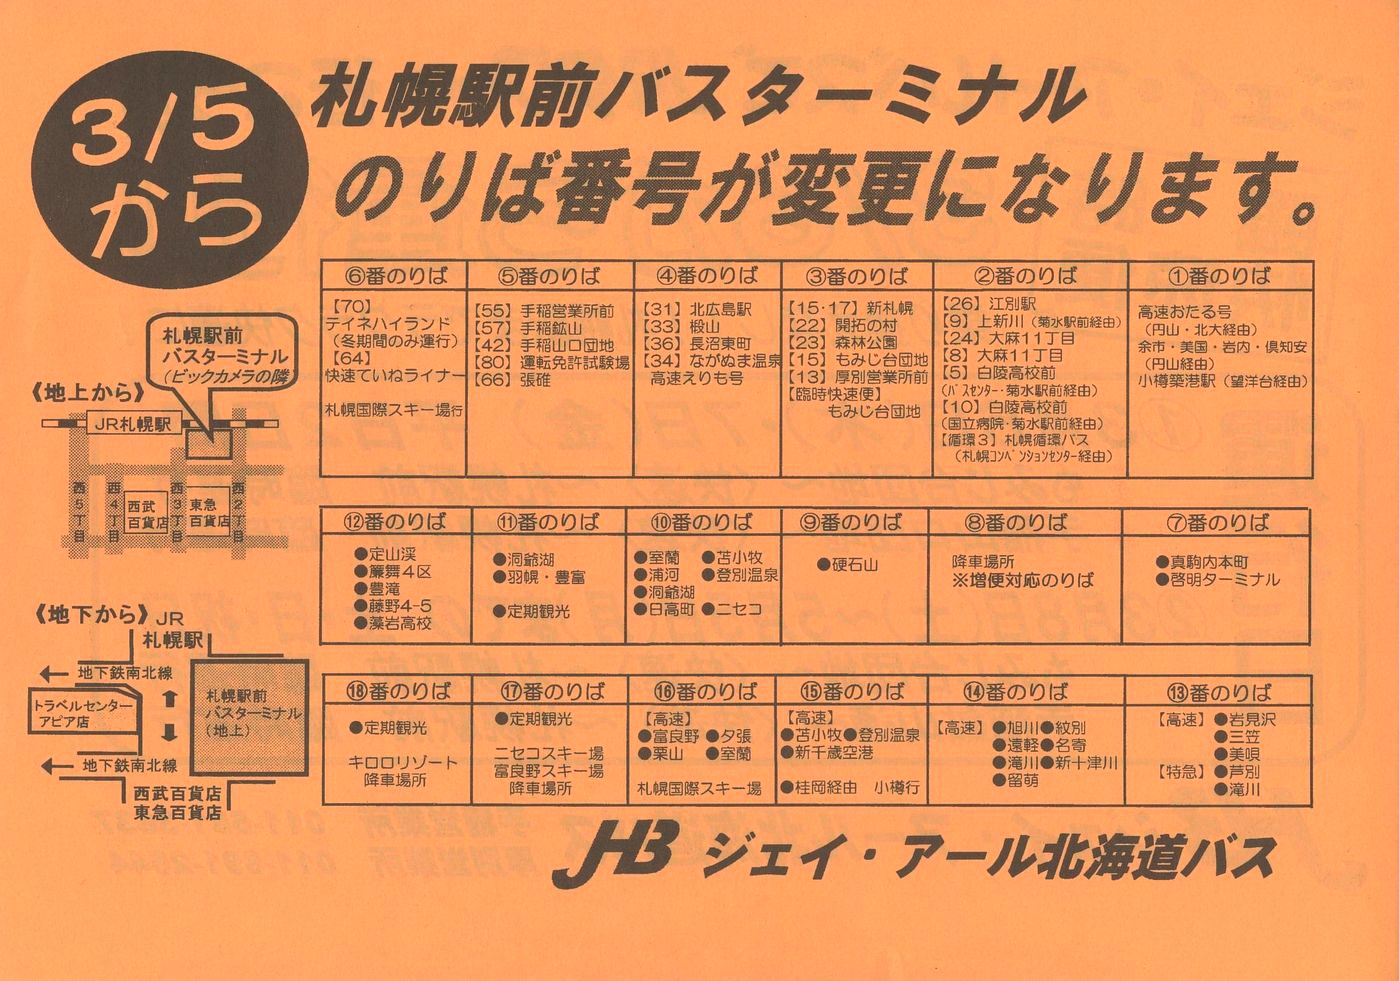 3/5
から
札幌駅前バスターミナル
のりば番号が変更になります。
札幌駅前
バスターミナル
(ビックカメラの隣
《地上から》
JR札幌駅
西5丁目
西4丁目
西3丁目
西2丁目
西武
百貨店
東急
百貨店
《地下から》JR
札幌駅
← 地下鉄南北線
トラベルセンター
アピア店
札幌駅前
バスターミナル
(地上)
← 地下鉄南北線
西武百貨店
東急百貨店
⑥番のりば
【70】
テイネハイランド
(冬期間のみ運行)
【64】
快速ていねライナー
札幌国際スキー場行
⑤番のりば
【55】手稲営業所前
【57】手稲鉱山
【42】手稲山口団地
【80】運転免許試験場
【66】張碓
④番のりば
【31】北広島駅
【33】椴山
【36】長沼東町
【34】ながぬま温泉
高速えりも号
③番のりば
【15・17】新札幌
【22】開拓の村
【23】森林公園
【15】もみじ台団地
【13】厚別営業所前
【臨時快速便】
もみじ台団地
②番のりば
【26】江別駅
【9】上新川(菊水駅前経由)
【24】大麻11丁目
【8】大麻11丁目
【5】白陵高校前
(バスセンター・菊水駅前経由)
【10】白陵高校前
(国立病院・菊水駅前経由)
【循環3】札幌循環バス
(札幌コンベンションセンター経由)
①番のりば
高速おたる号
(円山・北大経由)
余市・美国・岩内・倶知安
(円山経由)
小樽築港駅(望洋台経由)
⑫番のりば
●定山渓
●簾舞4区
●豊滝
●藤野4-5
●藻岩高校
⑪番のりば
●洞爺湖
●羽幌・豊富
●定期観光
⑩番のりば
●室蘭 ●苫小牧
●浦河 ●登別温泉
●洞爺湖
●日高町 ●ニセコ
⑨番のりば
●硬石山
⑧番のりば
降車場所
※増便対応のりば
⑦番のりば
●真駒内本町
●啓明ターミナル
⑱番のりば
●定期観光
キロロリゾート
降車場所
⑰番のりば
●定期観光
ニセコスキー場
富良野スキー場
降車場所
⑯番のりば
【高速】
●富良野 ●夕張
●栗山 ●室蘭
札幌国際スキー場
⑮番のりば
【高速】
●苫小牧●登別温泉
●新千歳空港
●桂岡経由 小樽行
⑭番のりば
【高速】●旭川●紋別
●遠軽●名寄
●滝川●新十津川
●留萌
⑬番のりば
【高速】●岩見沢
●三笠
●美唄
【特急】●芦別
●滝川
JHB ジェイ・アール北海道バス